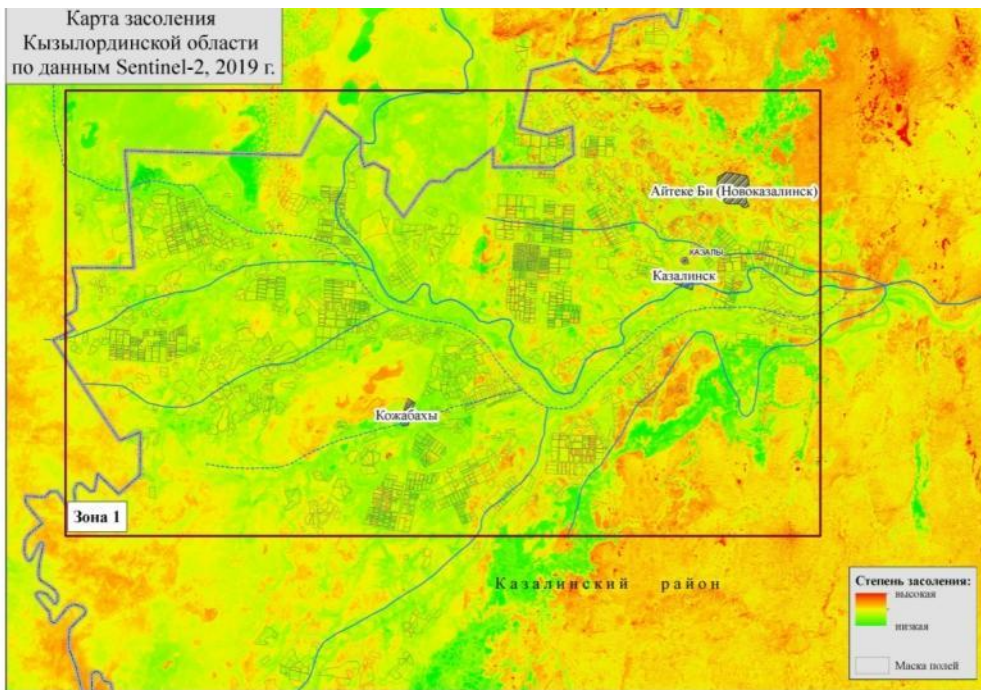 Карта засоления
Кызылординской области
по данным Sentinel-2, 2019 г.
Айтеке Би (Новоказалинск)
КАЗАЛЫ
Казалинск
Кожабахы
Зона 1
Казалинский район
Степень засоления:
высокая
низкая
Маска полей